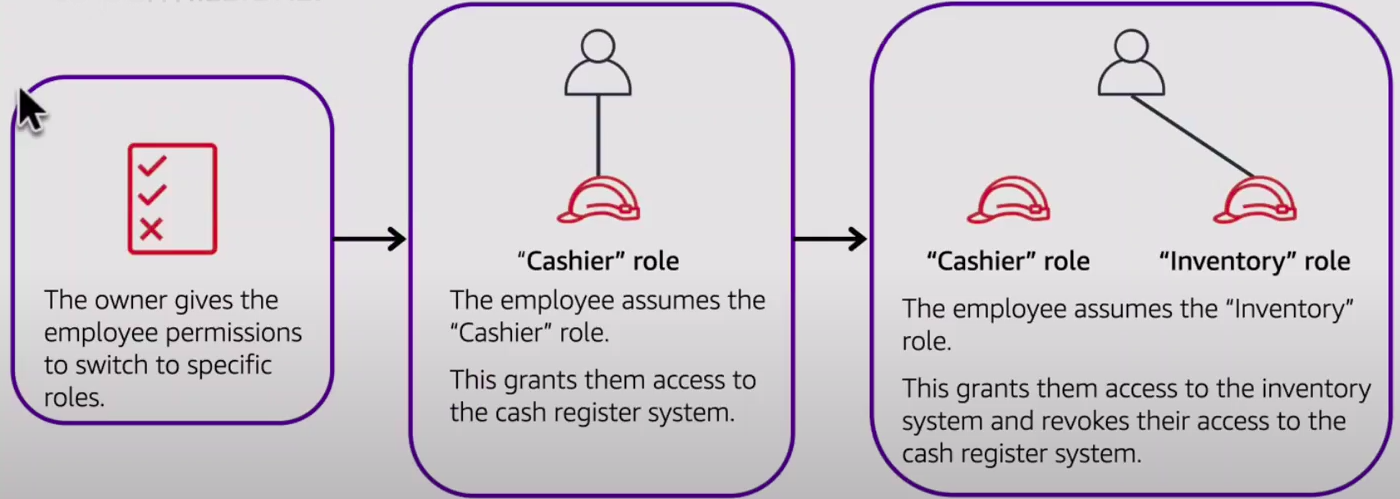 The owner gives the
employee permissions
to switch to specific
roles.
“Cashier” role
The employee assumes the
“Cashier” role.
This grants them access to
the cash register system.
“Cashier” role
“Inventory” role
The employee assumes the “Inventory”
role.
This grants them access to the inventory
system and revokes their access to the
cash register system.